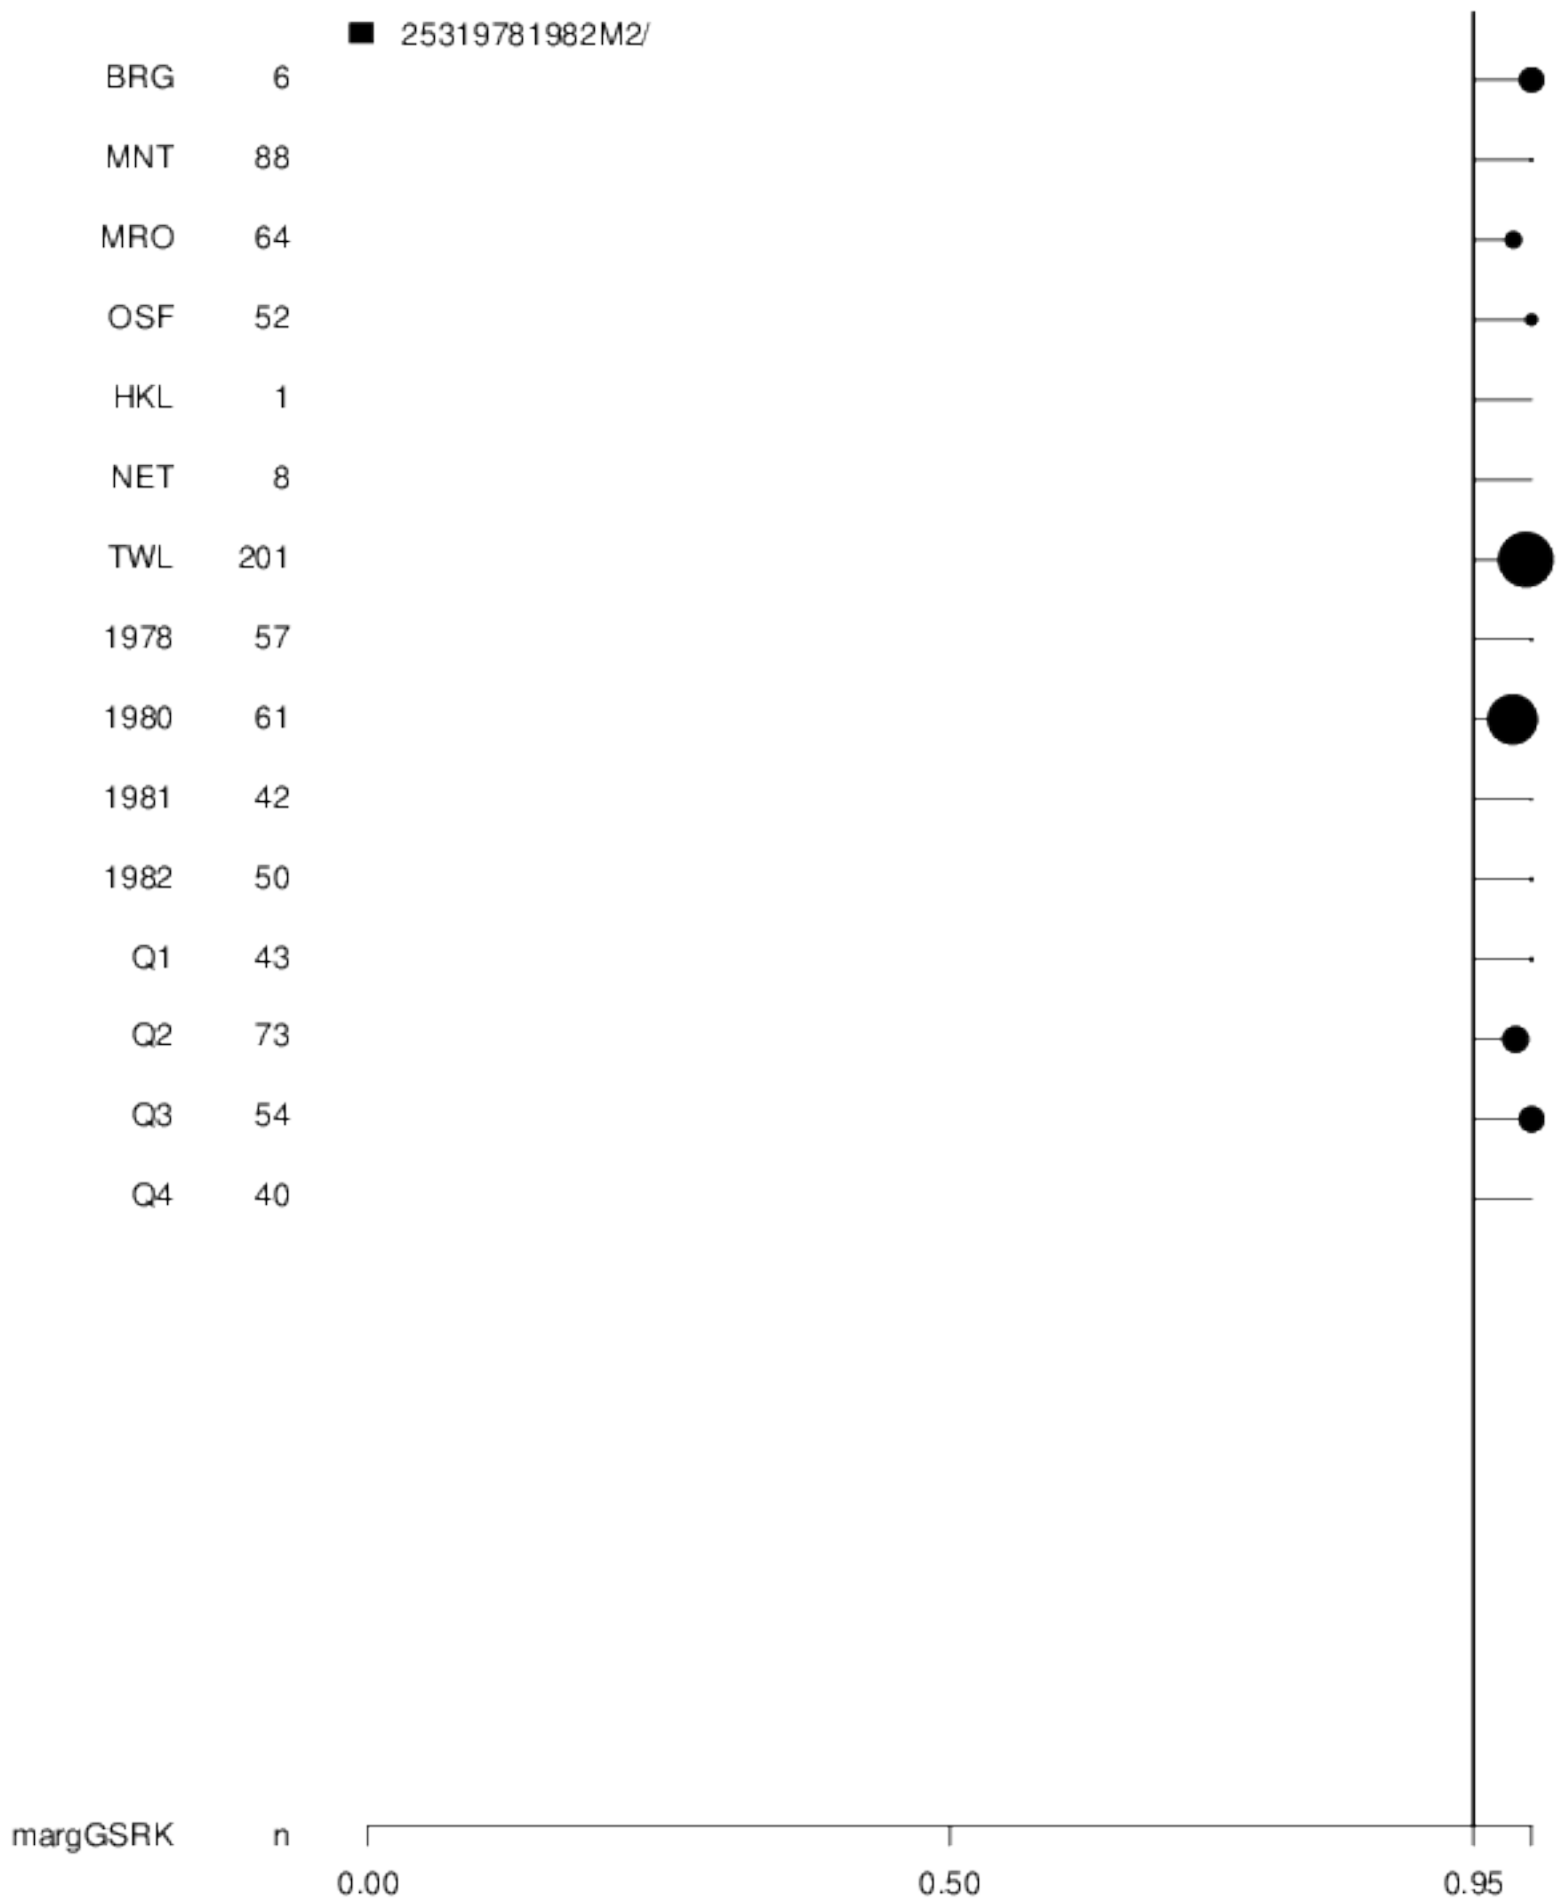 25319781982M2/
BRG 6
MNT 88
MRO 64
OSF 52
HKL 1
NET 8
TWL 201
1978 57
1980 61
1981 42
1982 50
Q1 43
Q2 73
Q3 54
Q4 40
margGSRK n
0.00 0.50 0.95